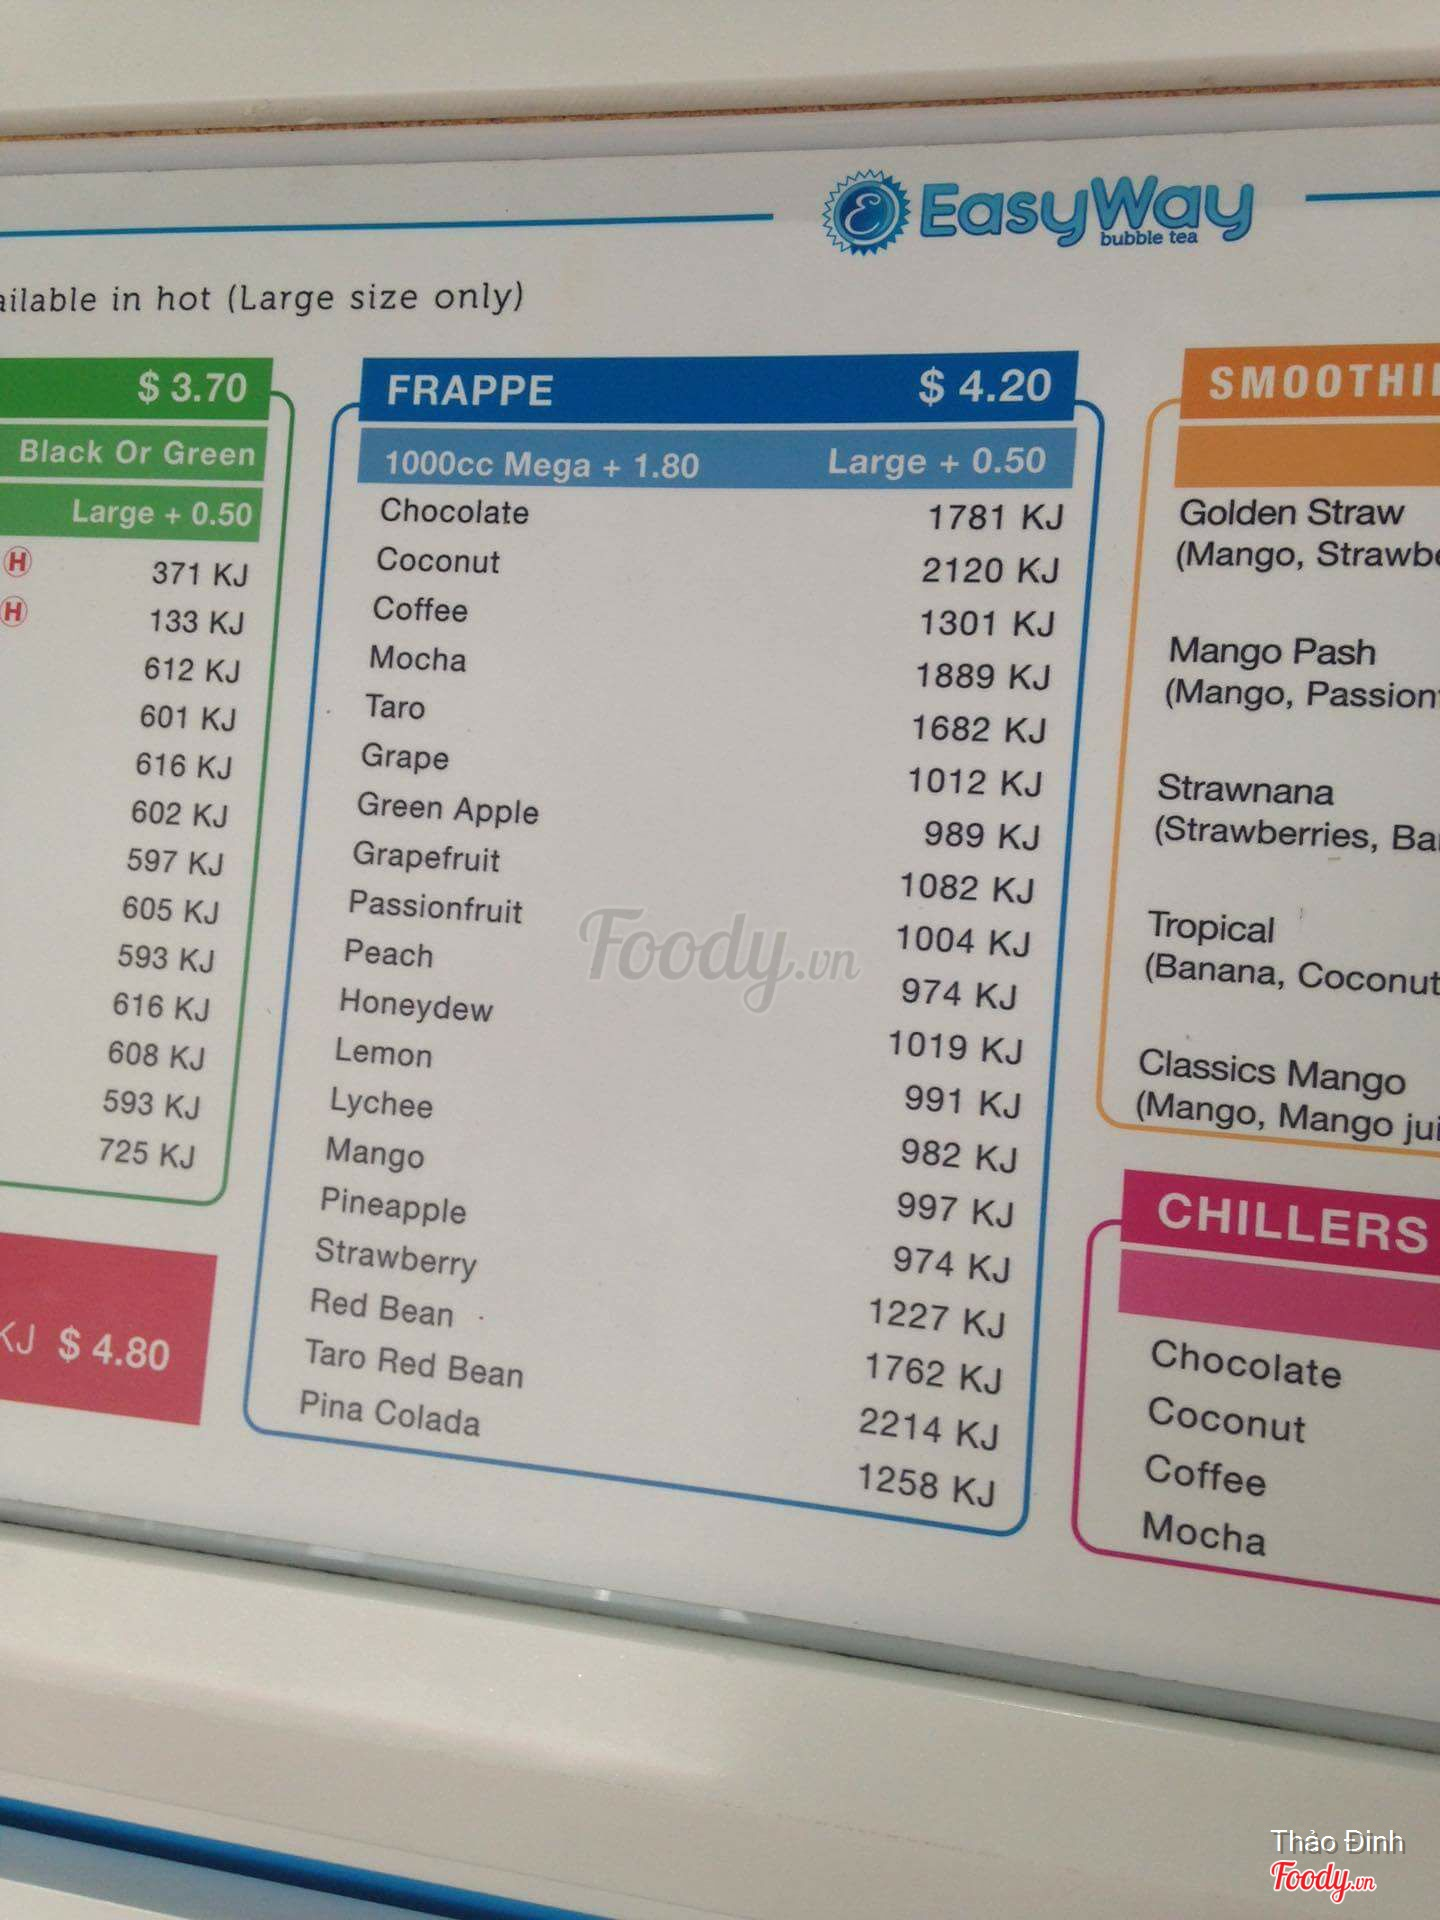 EasyWay
bubble tea
in hot (Large size only)
$ 3.70
Black Or Green
Large + 0.50
H 371 KJ
H 133 KJ
612 KJ
601 KJ
616 KJ
602 KJ
597 KJ
605 KJ
593 KJ
616 KJ
608 KJ
593 KJ
725 KJ
KJ $ 4.80
FRAPPE $ 4.20
1000cc Mega + 1.80 Large + 0.50
Chocolate 1781 KJ
Coconut 2120 KJ
Coffee 1301 KJ
Mocha 1889 KJ
Taro 1682 KJ
Grape 1012 KJ
Green Apple 989 KJ
Grapefruit 1082 KJ
Passionfruit 1004 KJ
Peach 974 KJ
Honeydew 1019 KJ
Lemon 991 KJ
Lychee 982 KJ
Mango 997 KJ
Pineapple 974 KJ
Strawberry 1227 KJ
Red Bean 1762 KJ
Taro Red Bean 2214 KJ
Pina Colada 1258 KJ
Golden Straw
(Mango,
Mango Pash
(Mango,
Strawnana
(Strawberries,
Tropical
(Banana, Coconut
Classics Mango
(Mango, Mango
CHILLERS
Chocolate
Coconut
Coffee
Mocha
Foody.vn
Thảo Đinh
Foody.vn